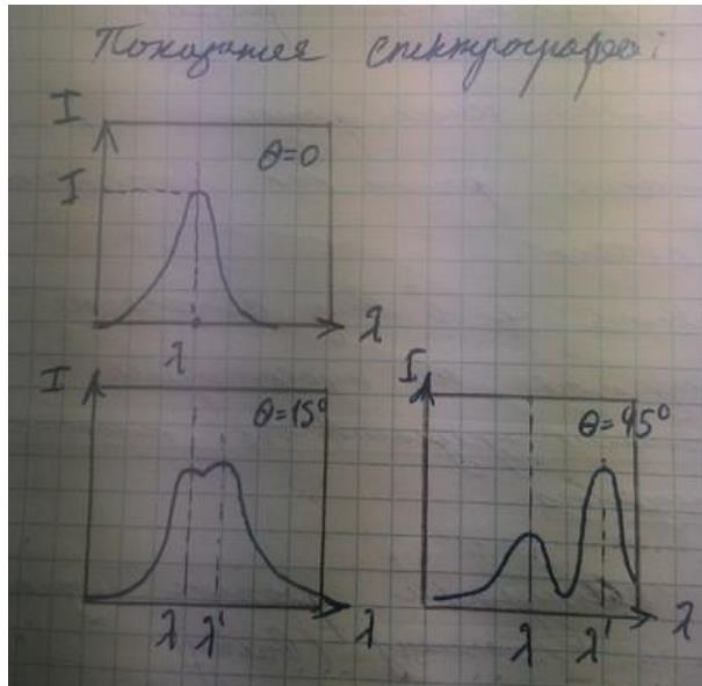 Показания спектрографа:
I
θ=0
I
λ
λ
I
θ=15°
λ λ' λ
I
θ=45°
λ λ' λ